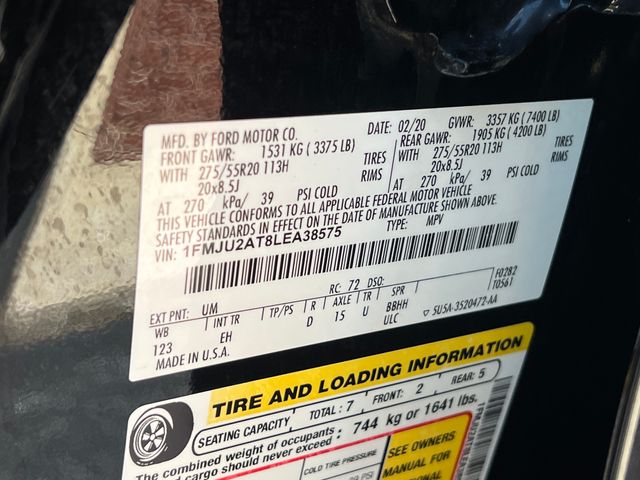 MFD. BY FORD MOTOR CO.
DATE: 02/20 GVWR: 3357 KG ( 7400 LB)
FRONT GAWR: 1531 KG ( 3375 LB)
REAR GAWR: 1905 KG ( 4200 LB)
WITH 275/55R20 113H TIRES
WITH 275/55R20 113H TIRES
20x8.5J RIMS
20x8.5J RIMS
AT 270 kPa/ 39 PSI COLD
AT 270 kPa/ 39 PSI COLD
THIS VEHICLE CONFORMS TO ALL APPLICABLE FEDERAL MOTOR VEHICLE
SAFETY STANDARDS IN EFFECT ON THE DATE OF MANUFACTURE SHOWN ABOVE.
VIN: 1FMJU2AT8LEA38575 TYPE: MPV
F0282
T0561
EXT PNT: UM RC: 72 DSO:
WB INT TR TP/PS R AXLE TR SPR
123 EH D 15 U BBHH
ULC 5U5A-3520472-AA
MADE IN U.S.A.
TIRE AND LOADING INFORMATION
SEATING CAPACITY TOTAL: 7 FRONT: 2 REAR: 5
The combined weight of occupants
and cargo should never exceed: 744 kg or 1641 lbs.
COLD TIRE PRESSURE
SEE OWNERS
MANUAL FOR